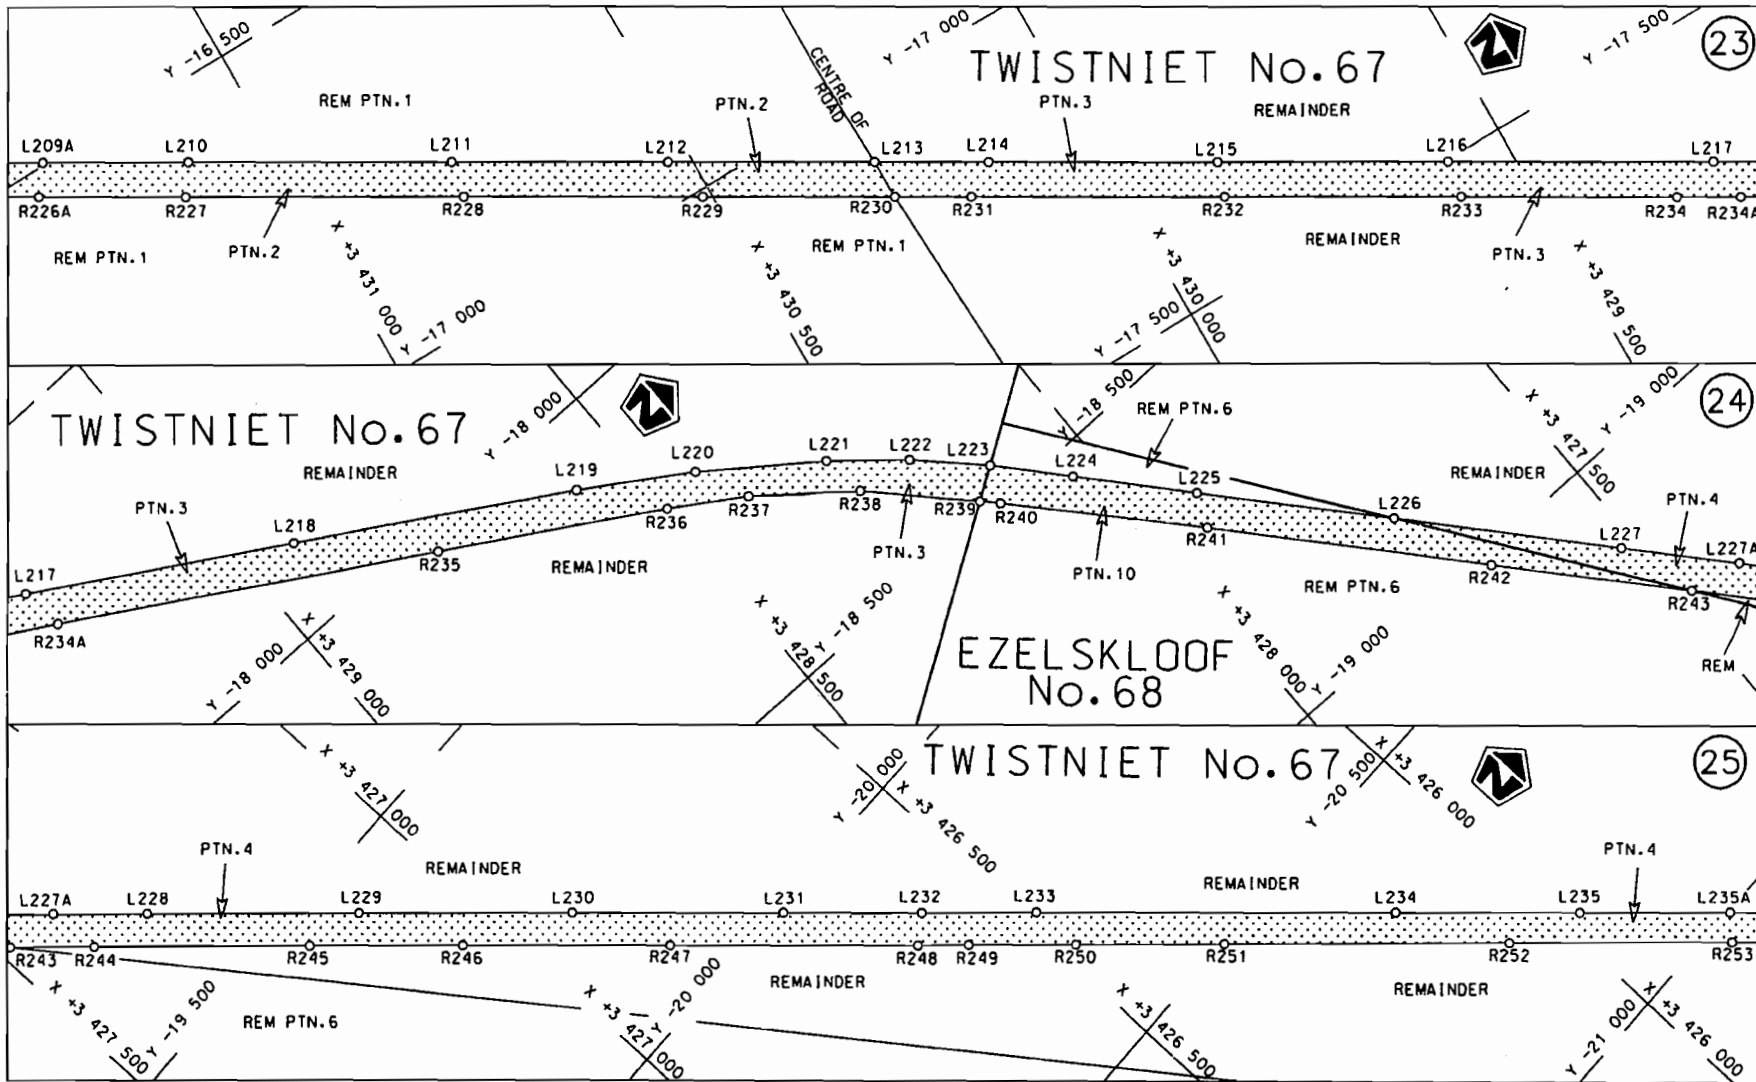 Y -16 500
Y -17 000
Y -17 500
23
TWISTNIET No.67
CENTRE OF
ROAD
REM PTN.1
PTN.2
PTN.3
REMAINDER
L209A L210 L211 L212 L213 L214 L215 L216 L217
R226A R227 R228 R229 R230 R231 R232 R233 R234 R234A
REM PTN.1
PTN.2
REM PTN.1
REMAINDER
PTN.3
X +3 431 000
Y -17 000
X +3 430 500
Y -17 500
X +3 430 000
X +3 429 500
24
TWISTNIET No.67
Y -18 000
Y -18 500
REM PTN.6
X +3 427 500
Y -19 000
REMAINDER
REMAINDER
PTN.3
PTN.4
L217 L218 L219 L220 L221 L222 L223 L224 L225 L226 L227 L227A
R234A R235 R236 R237 R238 R239 R240 R241 R242 R243
REMAINDER
PTN.3
PTN.10
REM PTN.6
REM
Y -18 000
X +3 429 000
X +3 428 500
Y -18 500
EZELSKLOOF
No.68
X +3 428 000
Y -19 000
25
TWISTNIET No.67
X +3 427 000
Y -20 000
X +3 426 500
Y -20 500
X +3 426 000
PTN.4
REMAINDER
REMAINDER
PTN.4
L227A L228 L229 L230 L231 L232 L233 L234 L235 L235A
R243 R244 R245 R246 R247 R248 R249 R250 R251 R252 R253
REMAINDER
REMAINDER
REM PTN.6
X +3 427 500
Y -19 500
X +3 427 000
Y -20 000
X +3 426 500
Y -21 000
X +3 426 000